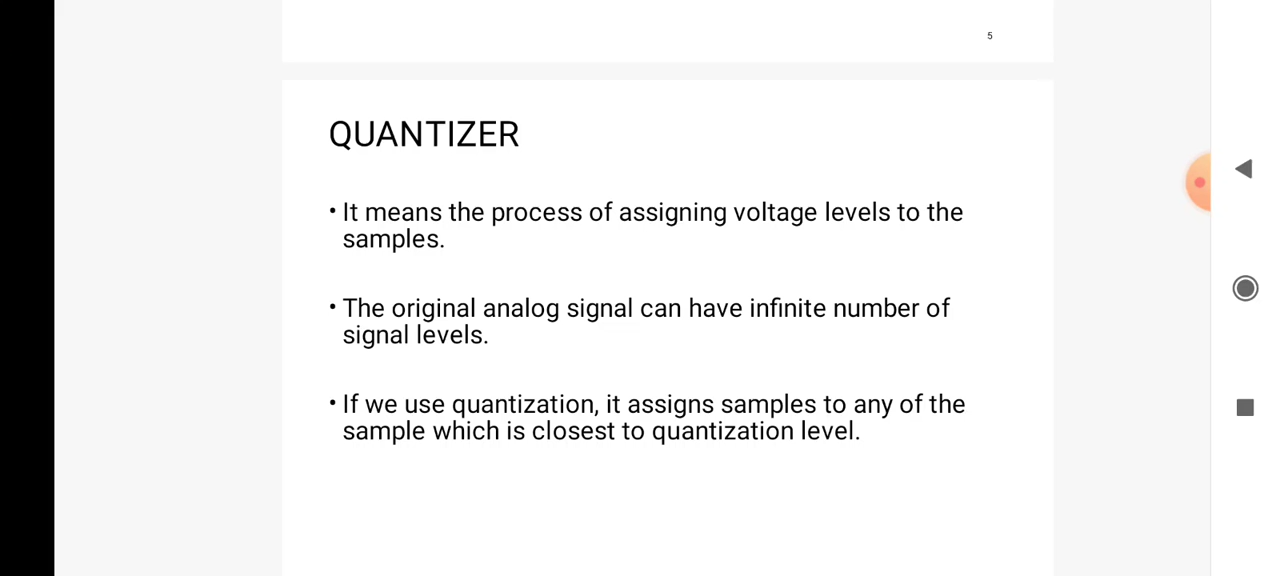 5
QUANTIZER
• It means the process of assigning voltage levels to the
samples.
• The original analog signal can have infinite number of
signal levels.
• If we use quantization, it assigns samples to any of the
sample which is closest to quantization level.